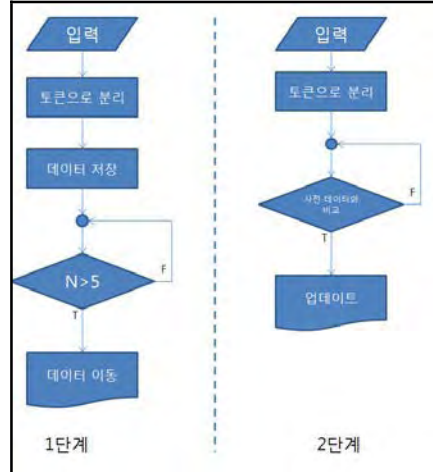 입력
토큰으로 분리
데이터 저장
N>5
F
T
데이터 이동
1단계
입력
토큰으로 분리
사전 데이터와
비교
F
T
업데이트
2단계